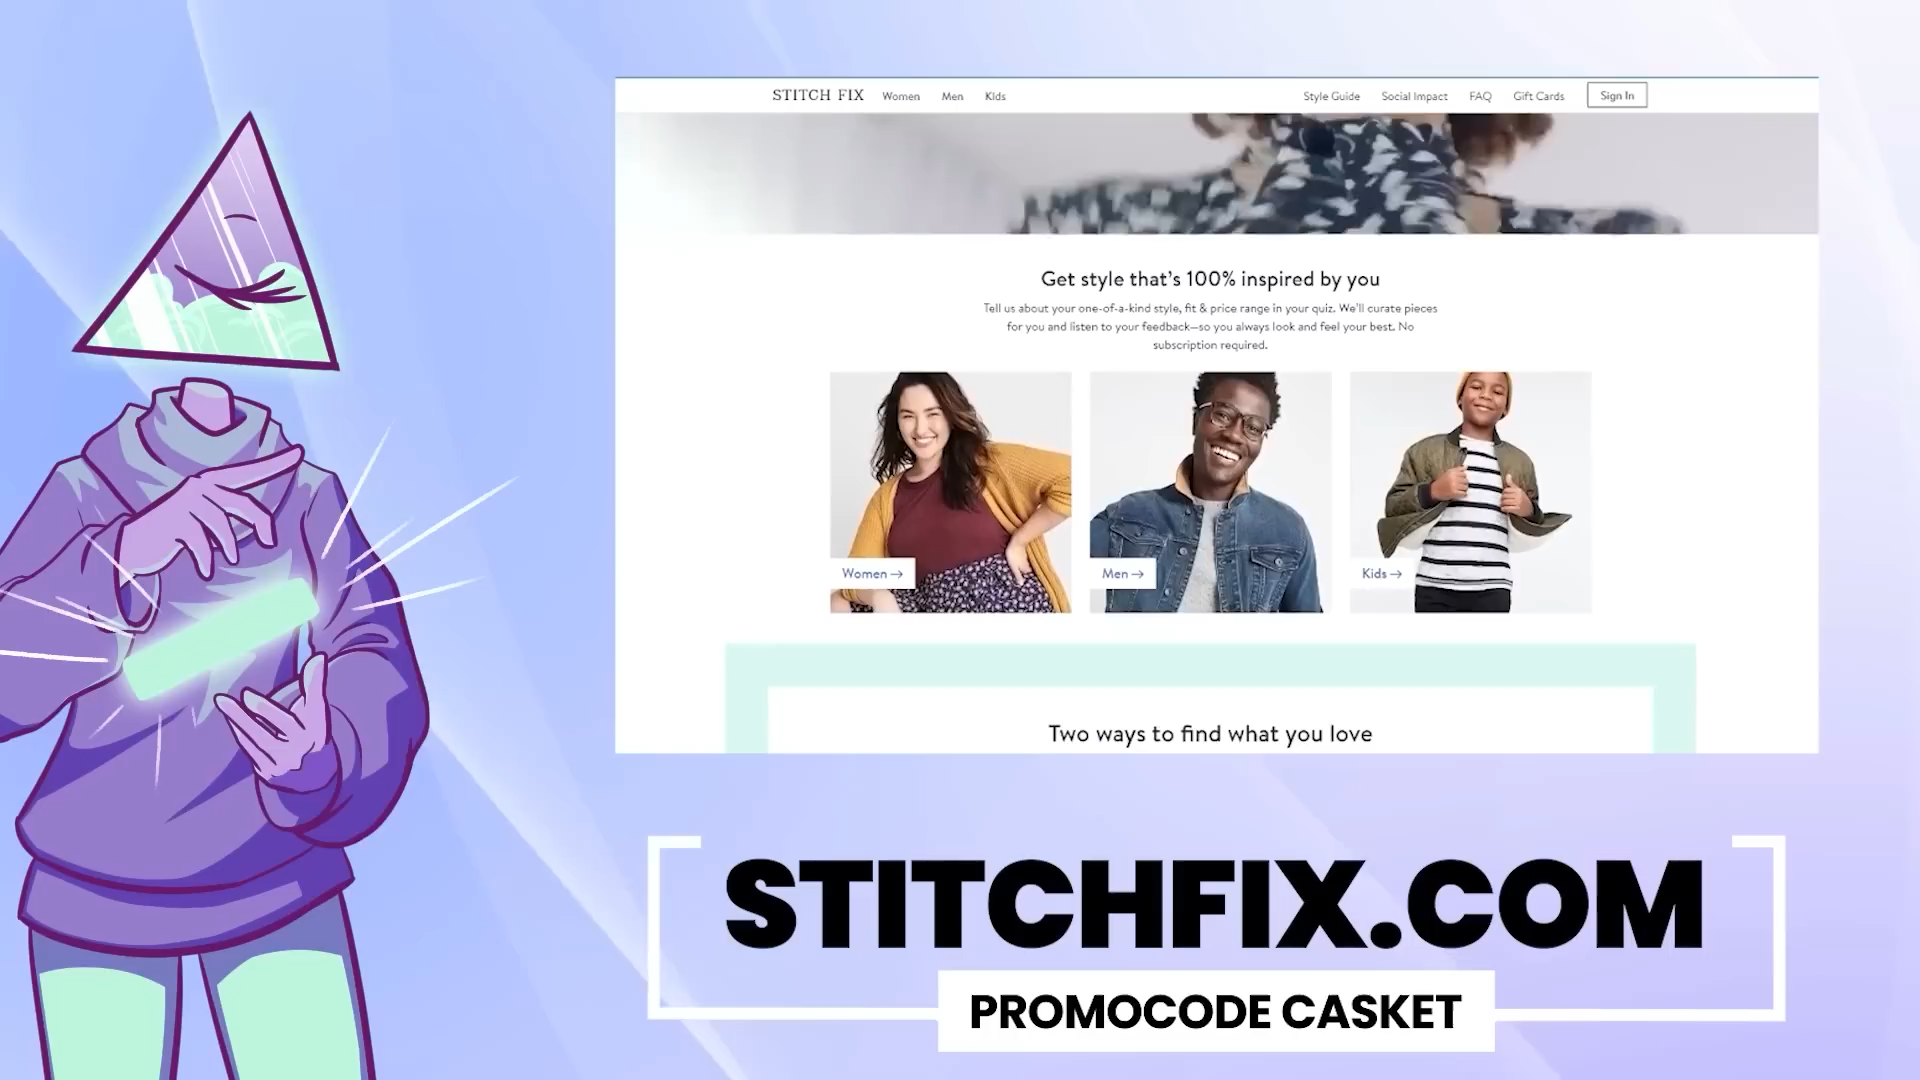 STITCH FIX Women Men Kids Style Guide Social Impact FAQ Gift Cards Sign In
Get style that's 100% inspired by you
Tell us about your one-of-a-kind style, fit & price range in your quiz. We'll curate pieces
for you and listen to your feedback—so you always look and feel your best. No
subscription required.
Women → Men → Kids →
Two ways to find what you love
STITCHFIX.COM
PROMOCODE CASKET